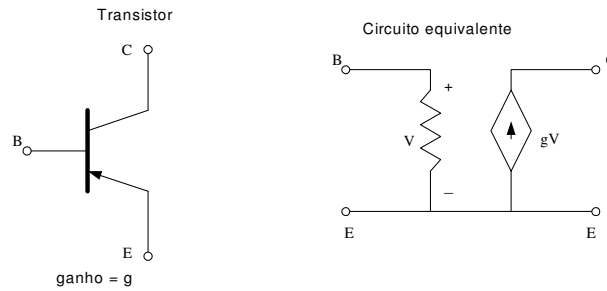 Transistor
C
B
E
ganho = g
Circuito equivalente
B
+
V
gV
–
E
E